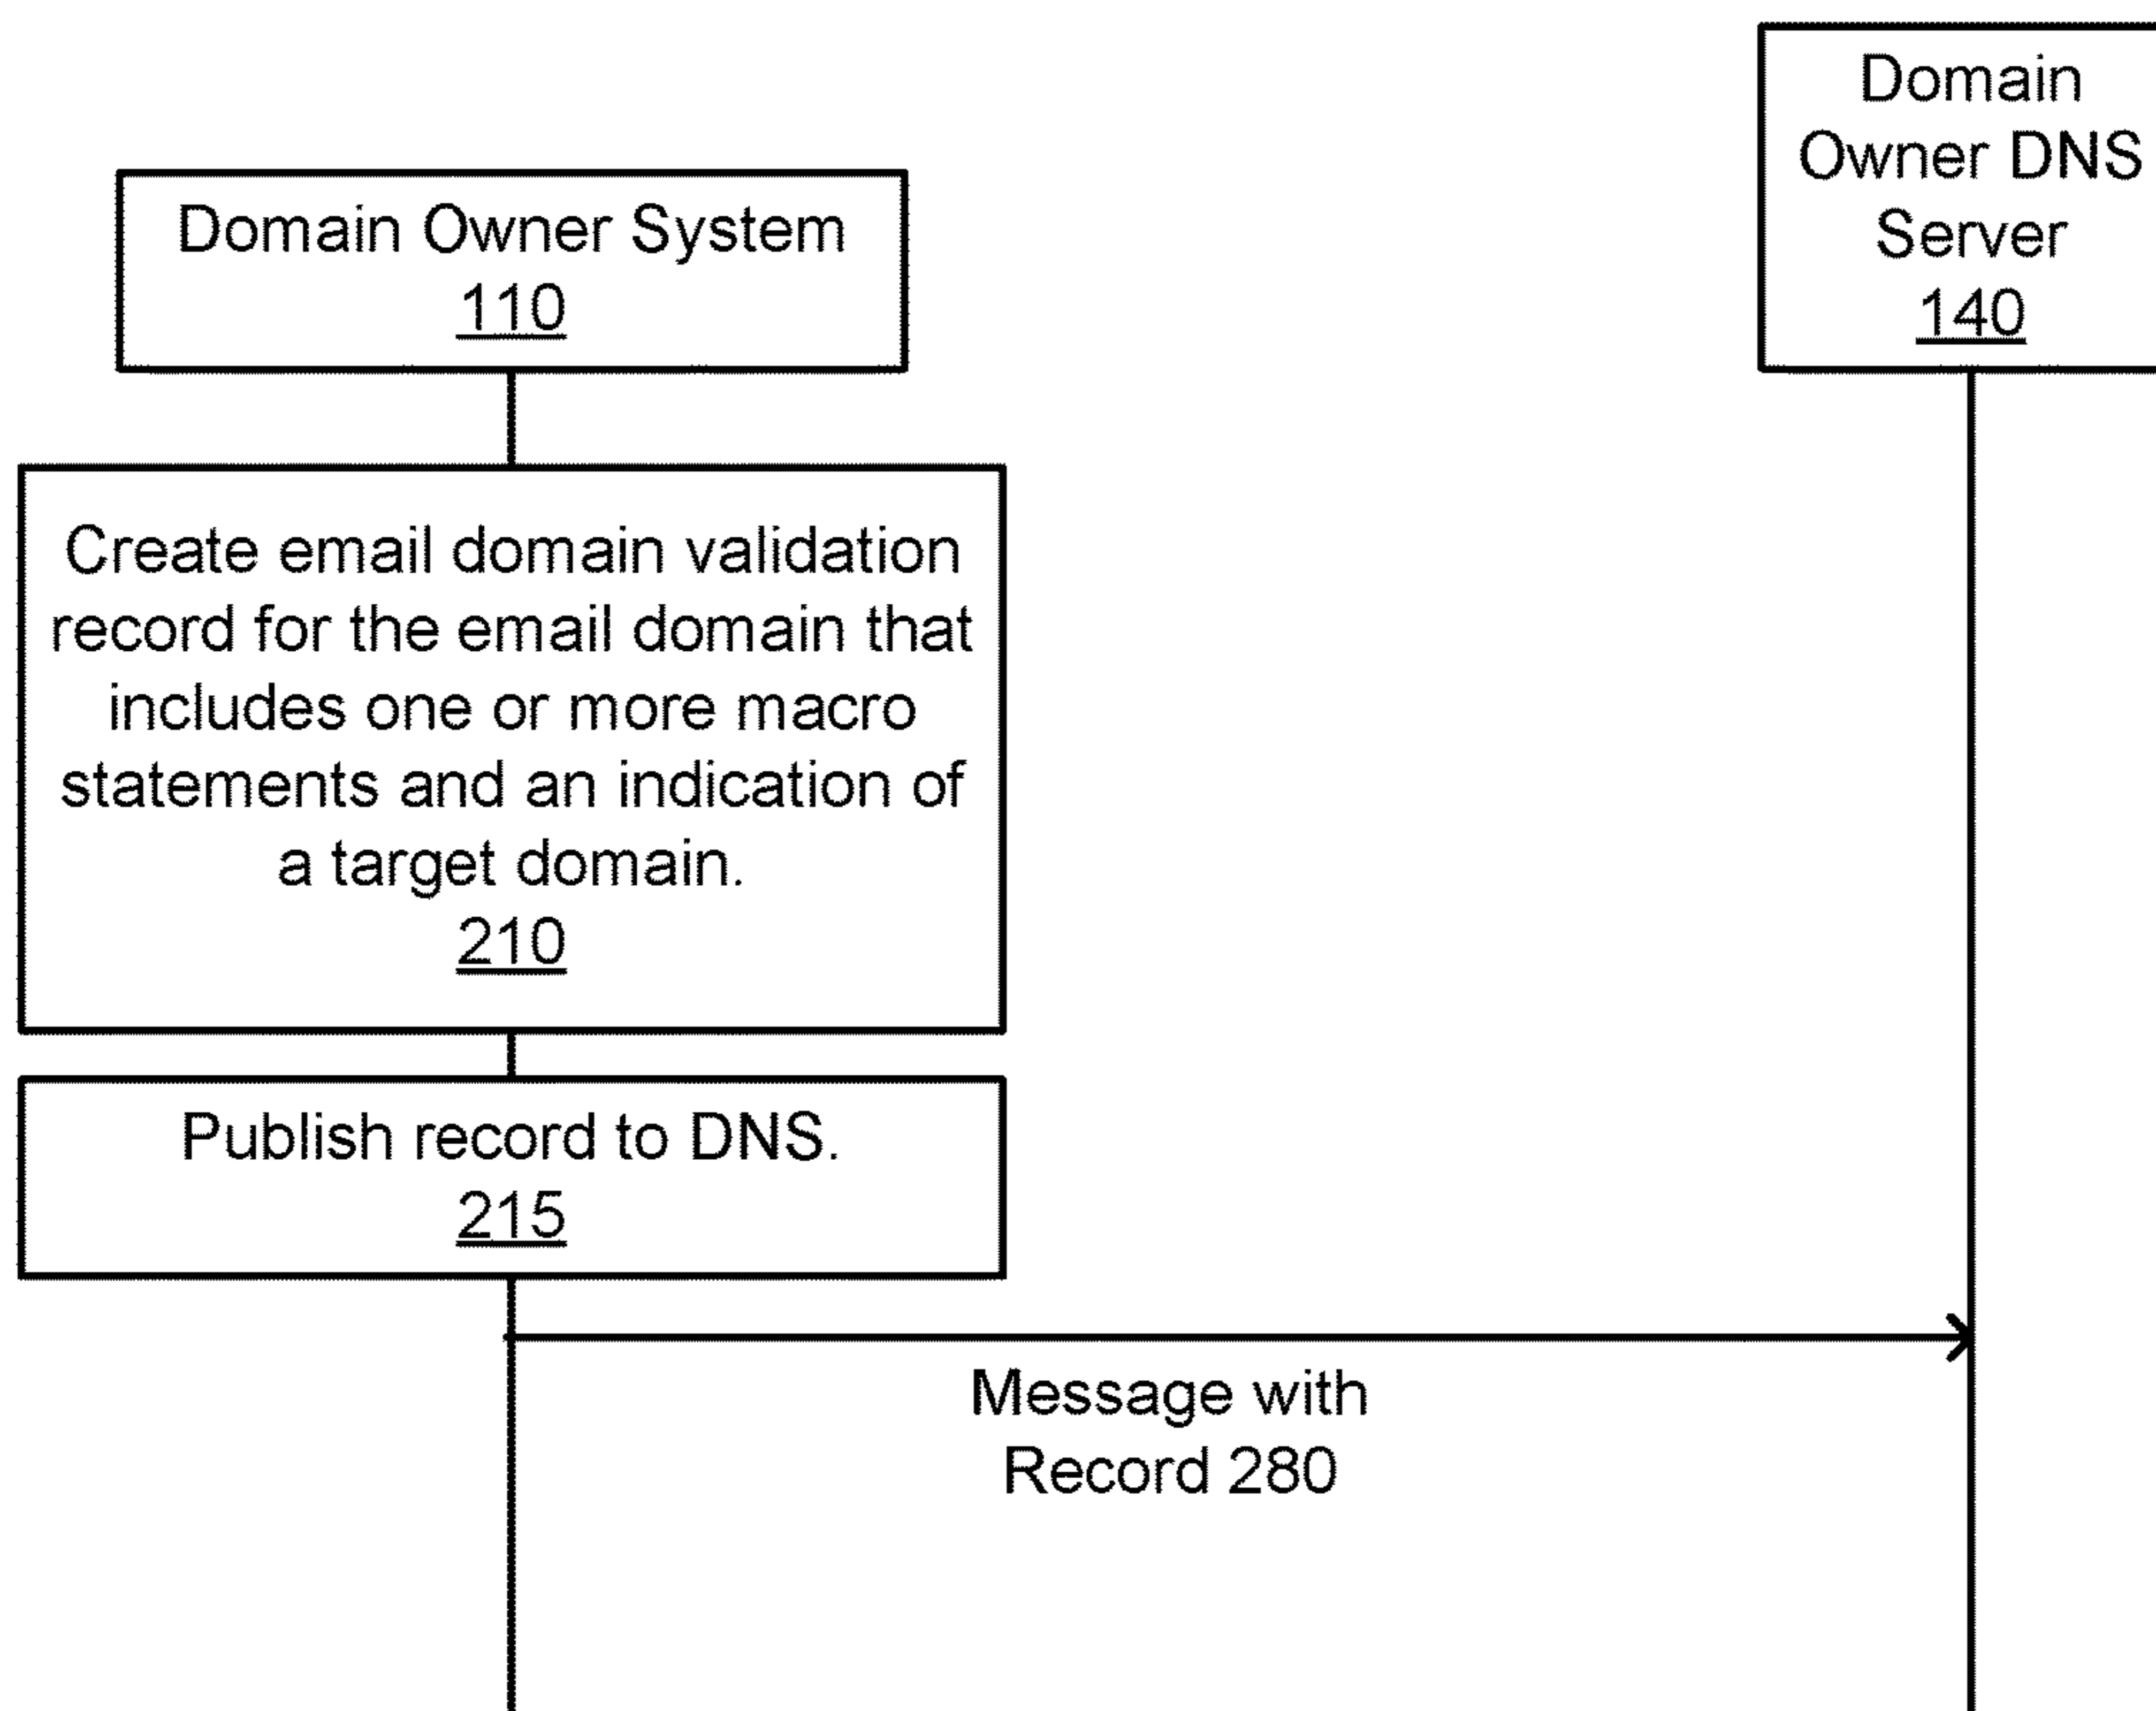 Domain Owner System
110
Domain
Owner DNS
Server
140
Create email domain validation
record for the email domain that
includes one or more macro
statements and an indication of
a target domain.
210
Publish record to DNS.
215
Message with
Record 280